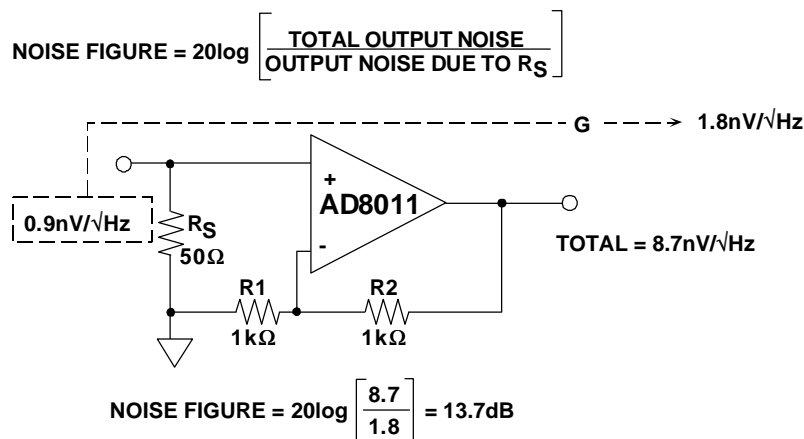 NOISE FIGURE = 20log [TOTAL OUTPUT NOISE / OUTPUT NOISE DUE TO RS]
G
1.8nV/√Hz
+
AD8011
-
0.9nV/√Hz
RS
50Ω
TOTAL = 8.7nV/√Hz
R1
R2
1kΩ
1kΩ
NOISE FIGURE = 20log [8.7 / 1.8] = 13.7dB